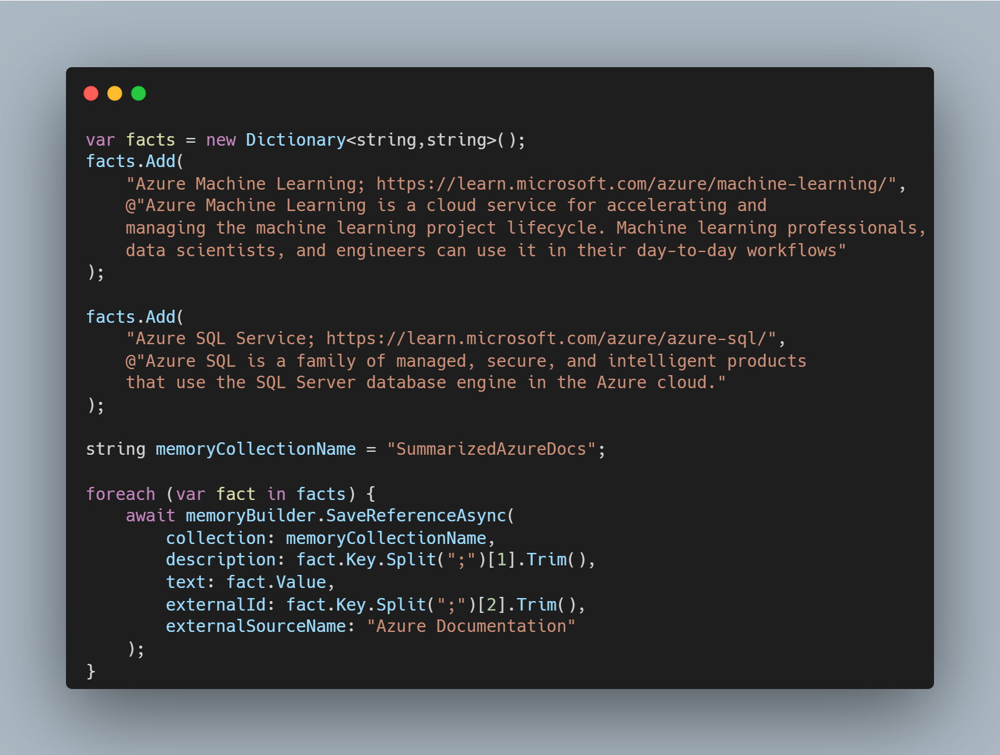 var facts = new Dictionary<string,string>();
facts.Add(
    "Azure Machine Learning; https://learn.microsoft.com/azure/machine-learning/",
    @"Azure Machine Learning is a cloud service for accelerating and
    managing the machine learning project lifecycle. Machine learning professionals,
    data scientists, and engineers can use it in their day-to-day workflows"
);
facts.Add(
    "Azure SQL Service; https://learn.microsoft.com/azure/azure-sql/",
    @"Azure SQL is a family of managed, secure, and intelligent products
    that use the SQL Server database engine in the Azure cloud."
);
string memoryCollectionName = "SummarizedAzureDocs";
foreach (var fact in facts) {
    await memoryBuilder.SaveReferenceAsync(
        collection: memoryCollectionName,
        description: fact.Key.Split(";")[1].Trim(),
        text: fact.Value,
        externalId: fact.Key.Split(";")[2].Trim(),
        externalSourceName: "Azure Documentation"
    );
}